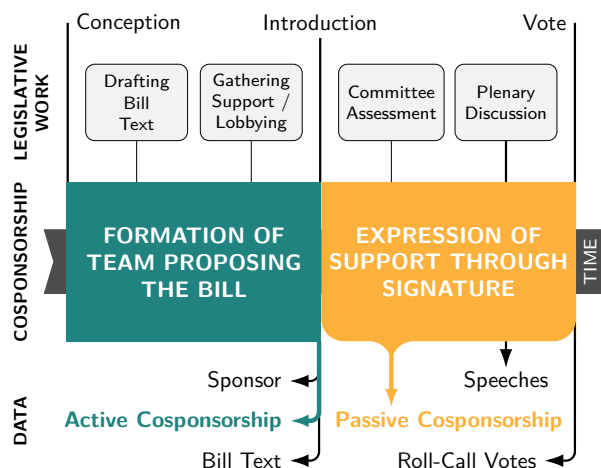 Conception
Introduction
Vote
LEGISLATIVE
WORK
Drafting
Bill
Text
Gathering
Support /
Lobbying
Committee
Assessment
Plenary
Discussion
COSPONSORSHIP
FORMATION OF
TEAM PROPOSING
THE BILL
EXPRESSION OF
SUPPORT THROUGH
SIGNATURE
TIME
DATA
Sponsor
Speeches
Active Cosponsorship
Passive Cosponsorship
Bill Text
Roll-Call Votes